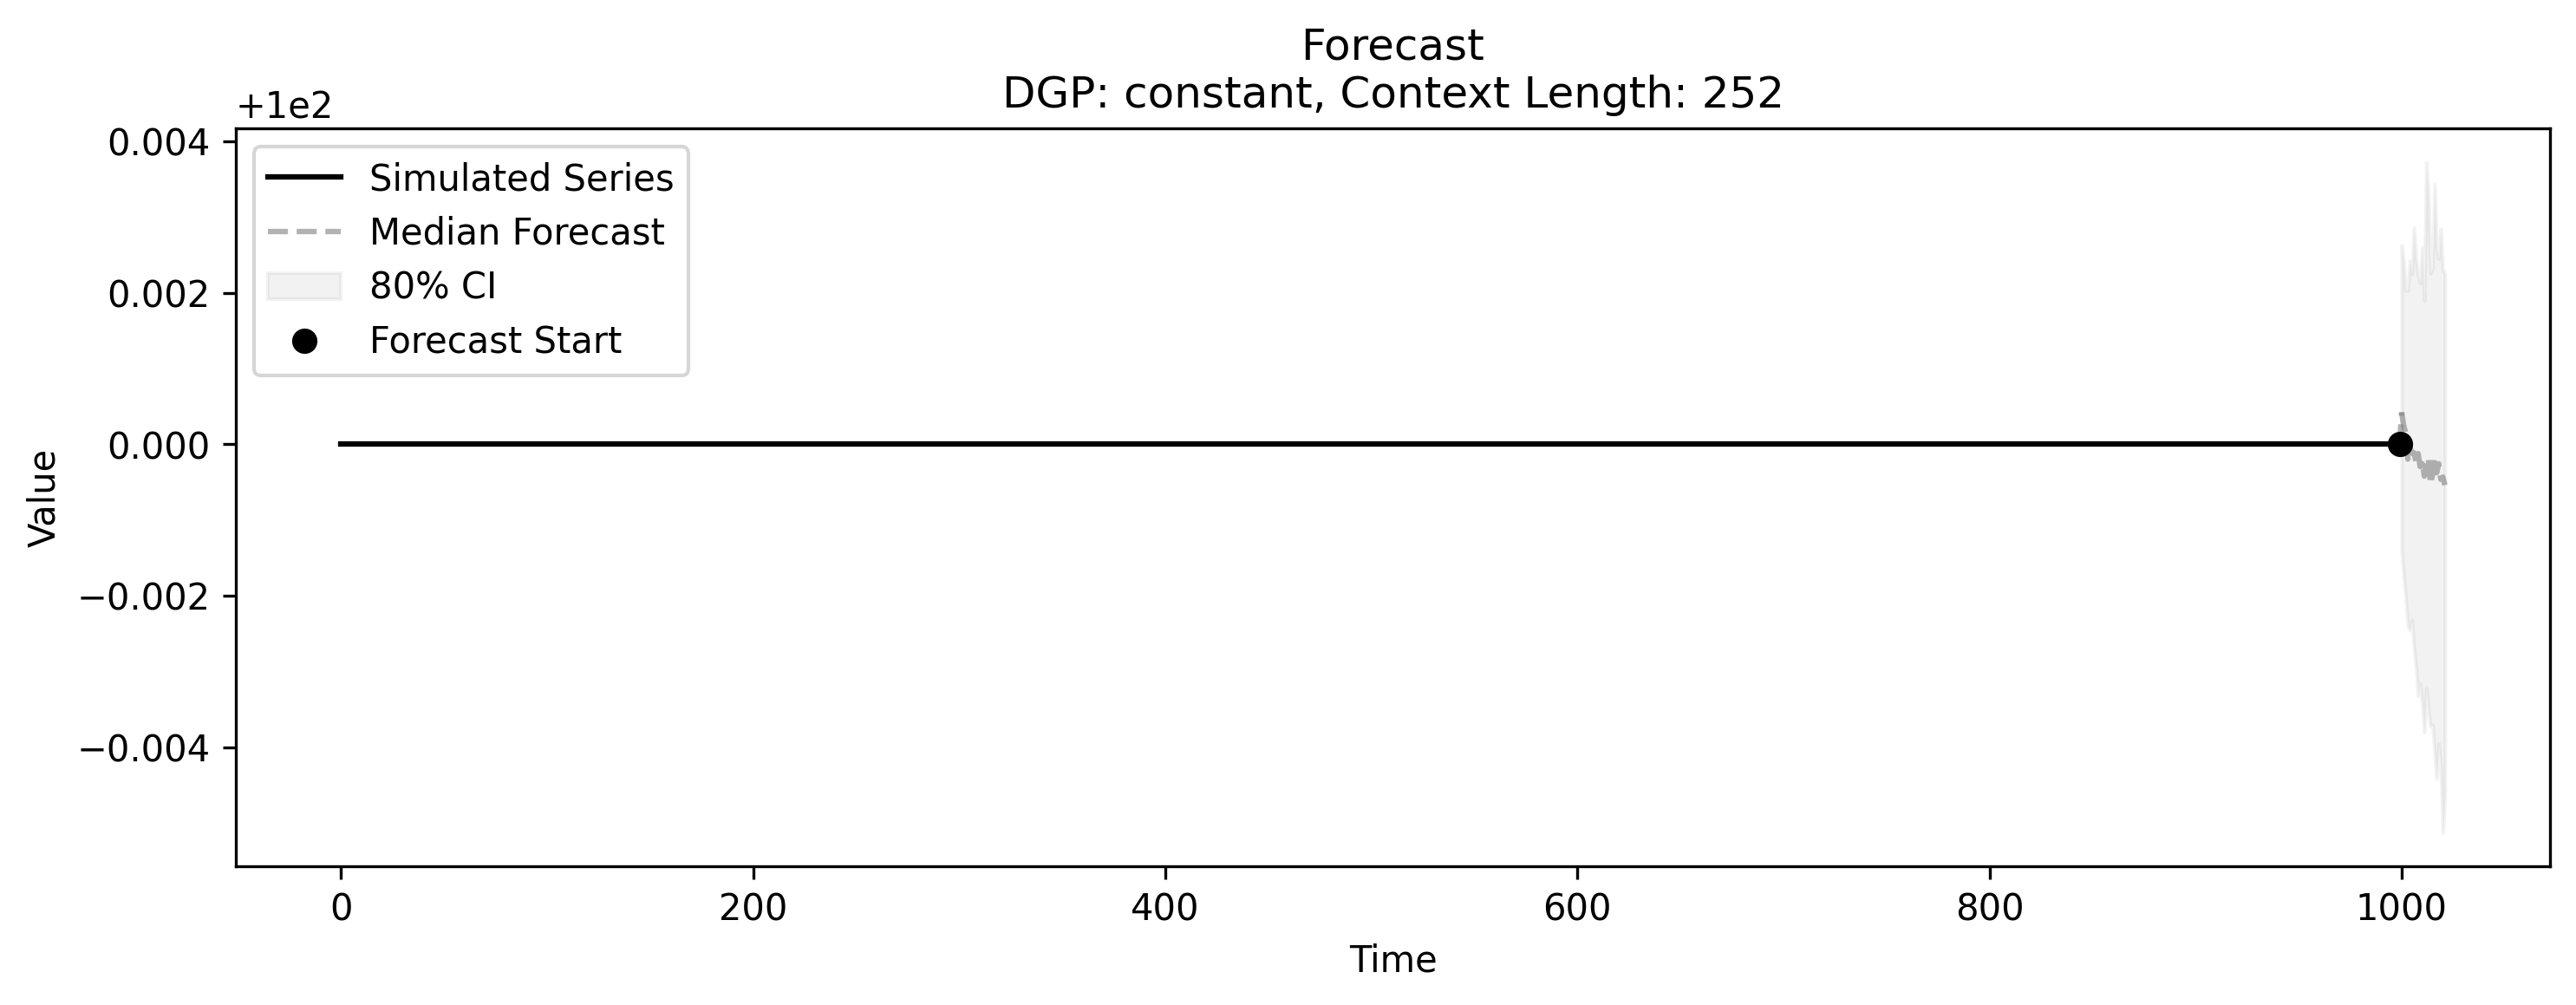 Forecast
DGP: constant, Context Length: 252
+1e2
0.004
0.002
0.000
−0.002
−0.004
Value
Simulated Series
Median Forecast
80% CI
Forecast Start
0
200
400
600
800
1000
Time